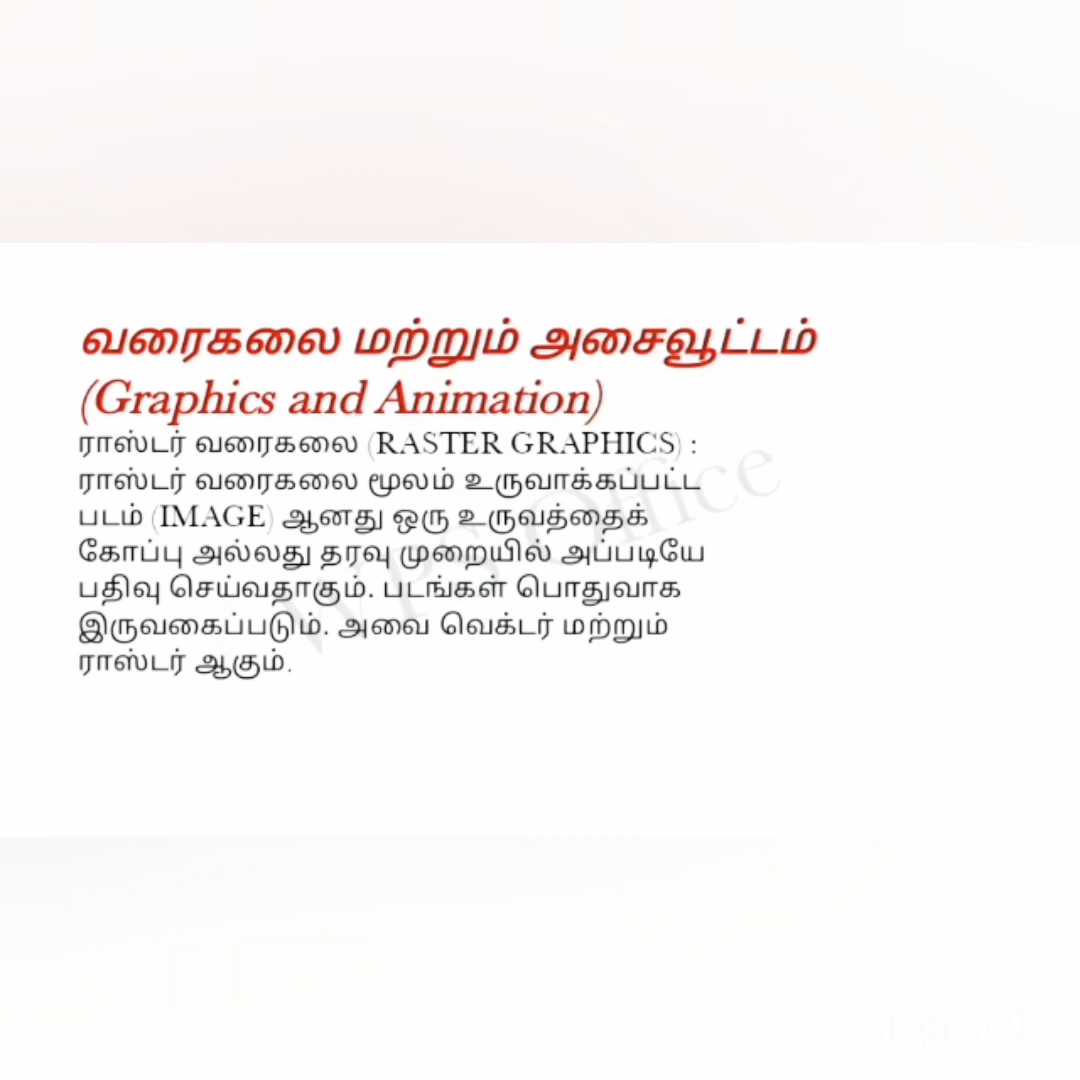 வரைகலை மற்றும் அசைவூட்டம்
(Graphics and Animation)
ராஸ்டர் வரைகலை (RASTER GRAPHICS) :
ராஸ்டர் வரைகலை மூலம் உருவாக்கப்பட்ட
படம் (IMAGE) ஆனது ஒரு உருவத்தைக்
கோப்பு அல்லது தரவு முறையில் அப்படியே
பதிவு செய்வதாகும். படங்கள் பொதுவாக
இருவகைப்படும். அவை வெக்டர் மற்றும்
ராஸ்டர் ஆகும்.
WPS Office